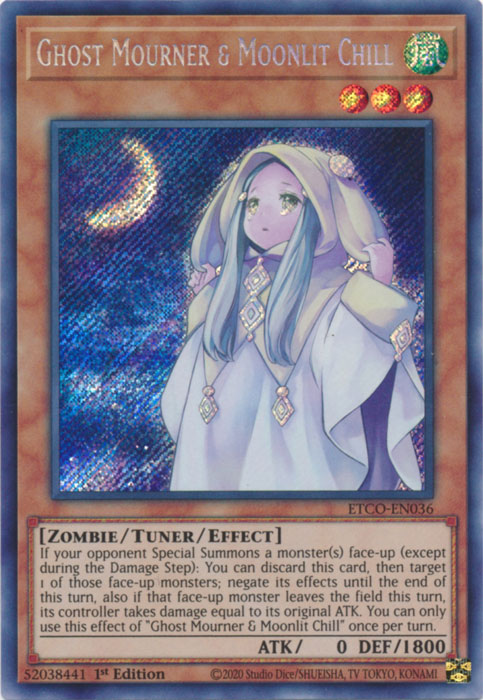 GHOST MOURNER & MOONLIT CHILL 風
ETCO-EN036
[ZOMBIE/TUNER/EFFECT]
If your opponent Special Summons a monster(s) face-up (except
during the Damage Step): You can discard this card, then target
1 of those face-up monsters; negate its effects until the end of
this turn, also if that face-up monster leaves the field this turn,
its controller takes damage equal to its original ATK. You can only
use this effect of "Ghost Mourner & Moonlit Chill" once per turn.
ATK/ 0 DEF/1800
52038441 1st Edition ©2020 Studio Dice/SHUEISHA, TV TOKYO, KONAMI